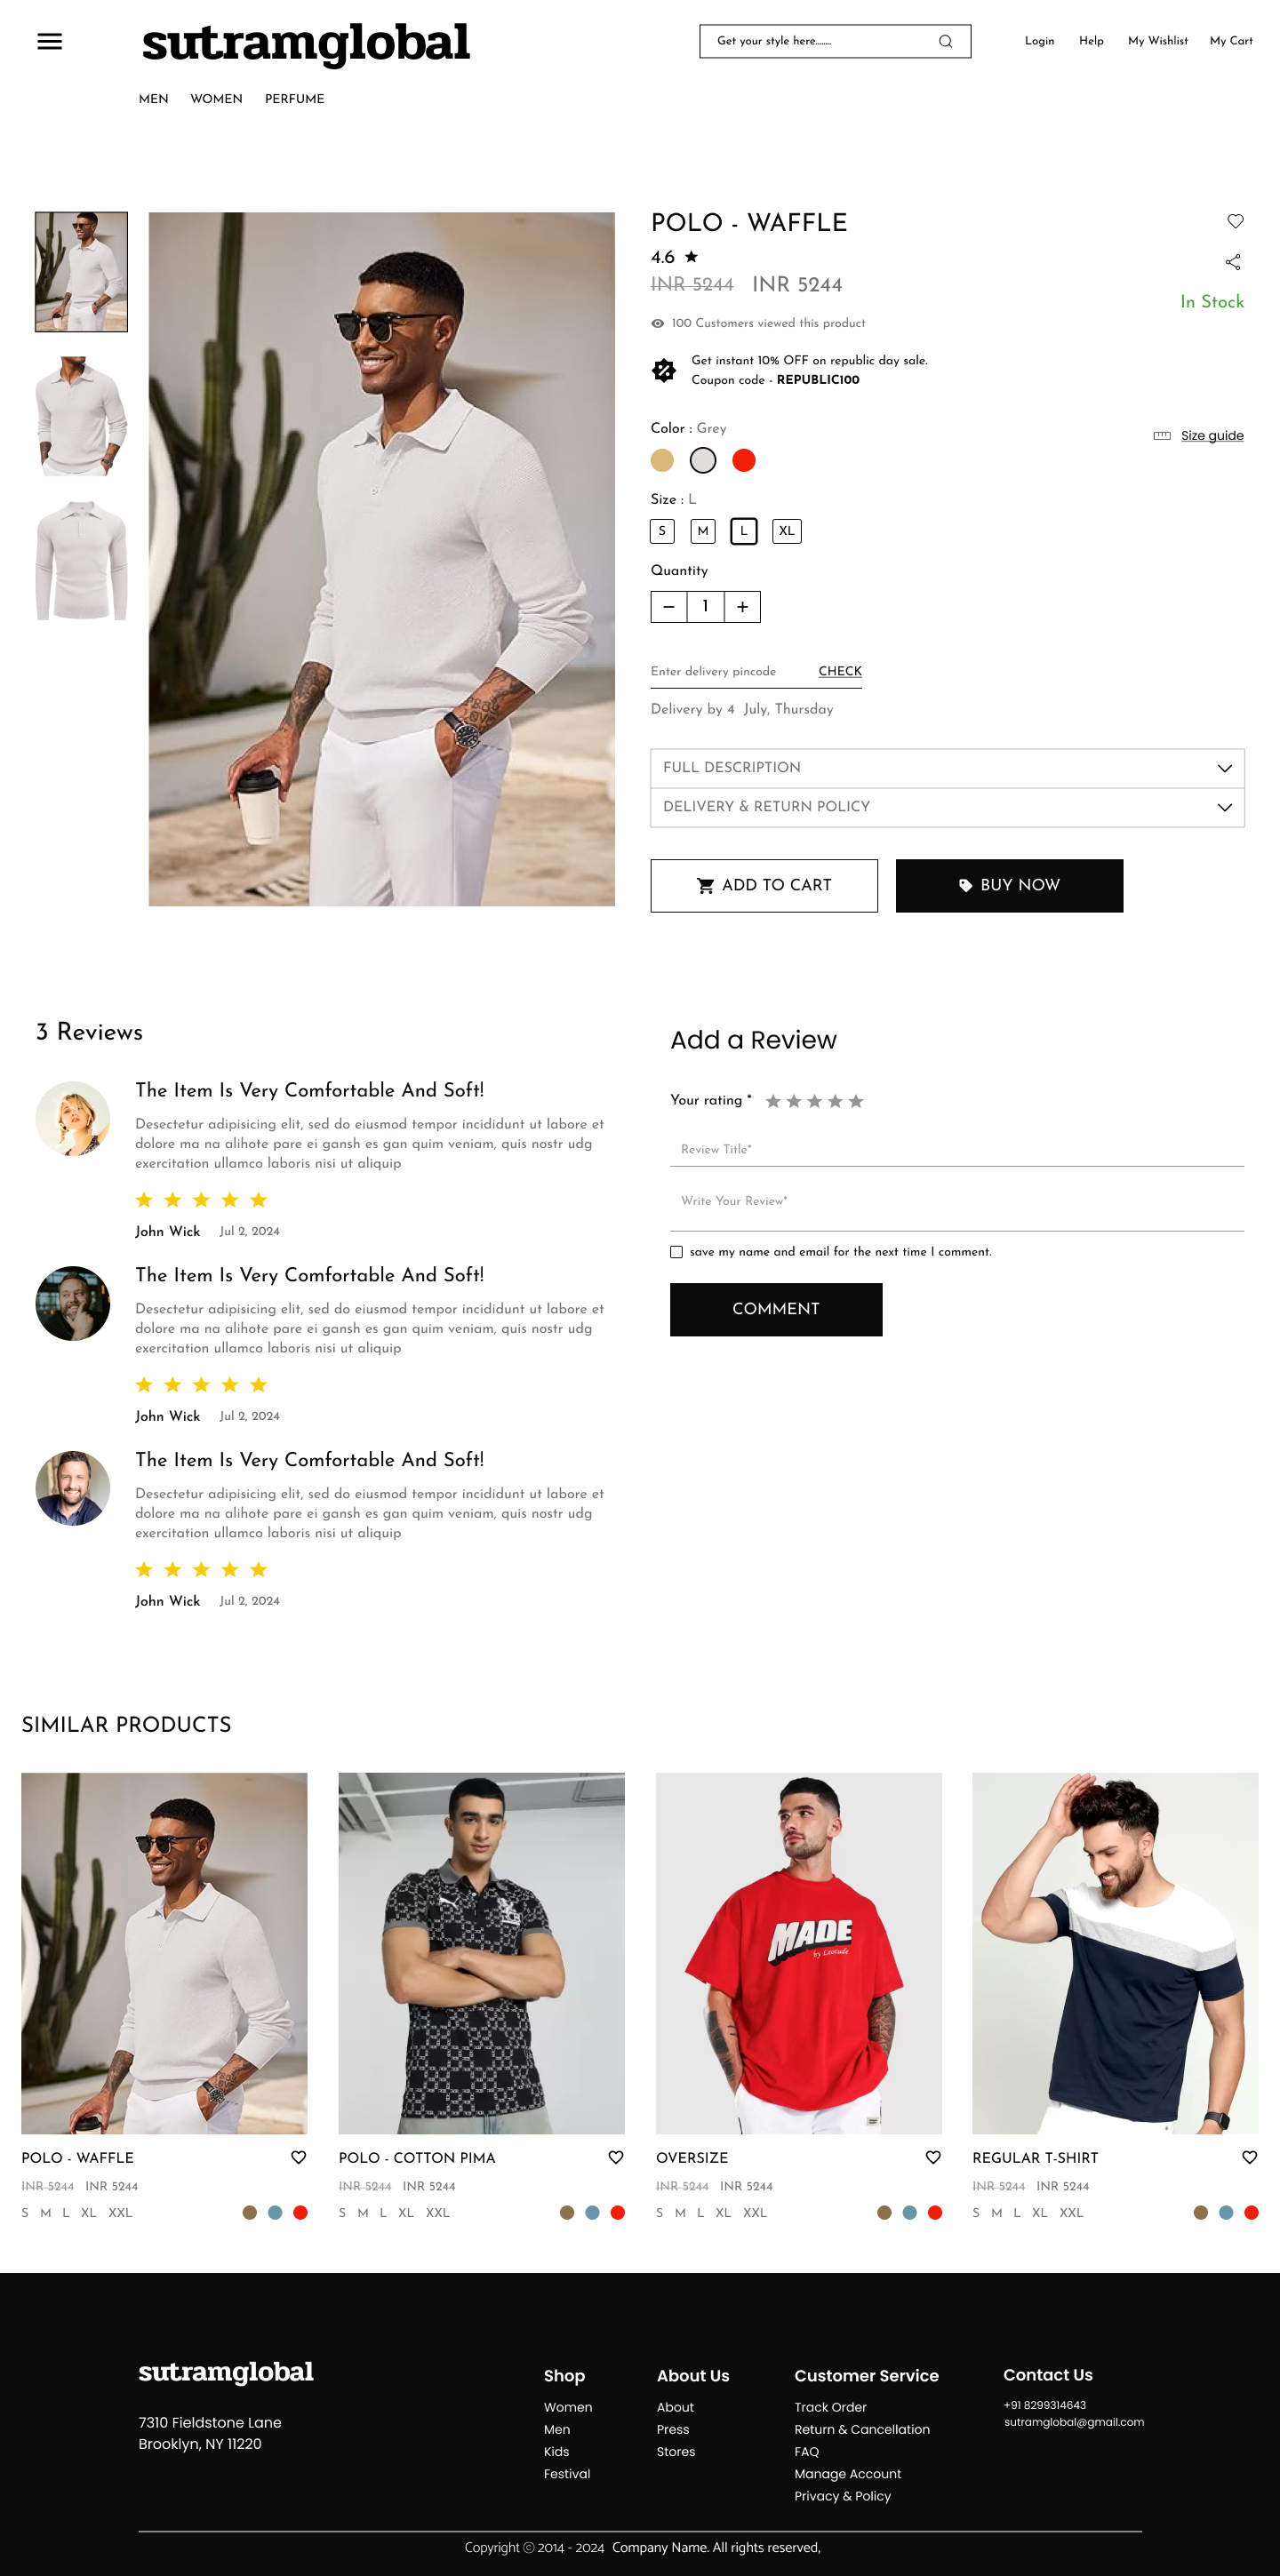 sutramglobal
Get your style here........
Login
Help
My Wishlist
My Cart
MEN
WOMEN
PERFUME
POLO - WAFFLE
4.6
INR 5244 INR 5244
In Stock
100 Customers viewed this product
Get instant 10% OFF on republic day sale.
Coupon code - REPUBLIC100
Color : Grey
Size guide
Size : L
S M L XL
Quantity
1
Enter delivery pincode CHECK
Delivery by 4 July, Thursday
FULL DESCRIPTION
DELIVERY & RETURN POLICY
ADD TO CART
BUY NOW
3 Reviews
The Item Is Very Comfortable And Soft!
Desectetur adipisicing elit, sed do eiusmod tempor incididunt ut labore et
dolore ma na alihote pare ei gansh es gan quim veniam, quis nostr udg
exercitation ullamco laboris nisi ut aliquip
John Wick Jul 2, 2024
The Item Is Very Comfortable And Soft!
Desectetur adipisicing elit, sed do eiusmod tempor incididunt ut labore et
dolore ma na alihote pare ei gansh es gan quim veniam, quis nostr udg
exercitation ullamco laboris nisi ut aliquip
John Wick Jul 2, 2024
The Item Is Very Comfortable And Soft!
Desectetur adipisicing elit, sed do eiusmod tempor incididunt ut labore et
dolore ma na alihote pare ei gansh es gan quim veniam, quis nostr udg
exercitation ullamco laboris nisi ut aliquip
John Wick Jul 2, 2024
Add a Review
Your rating *
Review Title*
Write Your Review*
save my name and email for the next time I comment.
COMMENT
SIMILAR PRODUCTS
MADE
by Leotude
POLO - WAFFLE
INR 5244 INR 5244
S M L XL XXL
POLO - COTTON PIMA
INR 5244 INR 5244
S M L XL XXL
OVERSIZE
INR 5244 INR 5244
S M L XL XXL
REGULAR T-SHIRT
INR 5244 INR 5244
S M L XL XXL
sutramglobal
7310 Fieldstone Lane
Brooklyn, NY 11220
Shop
Women
Men
Kids
Festival
About Us
About
Press
Stores
Customer Service
Track Order
Return & Cancellation
FAQ
Manage Account
Privacy & Policy
Contact Us
+91 8299314643
sutramglobal@gmail.com
Copyright © 2014 - 2024 Company Name. All rights reserved,